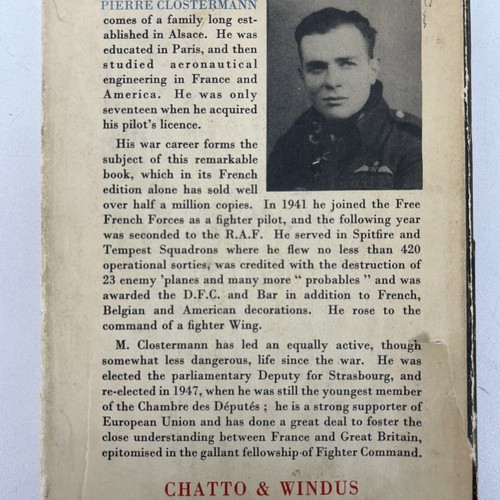 PIERRE CLOSTERMANN
comes of a family long est-
ablished in Alsace. He was
educated in Paris, and then
studied aeronautical
engineering in France and
America. He was only
seventeen when he acquired
his pilot's licence.
His war career forms the
subject of this remarkable
book, which in its French
edition alone has sold well
over half a million copies. In 1941 he joined the Free
French Forces as a fighter pilot, and the following year
was seconded to the R.A.F. He served in Spitfire and
Tempest Squadrons where he flew no less than 420
operational sorties, was credited with the destruction of
23 enemy 'planes and many more “ probables ” and was
awarded the D.F.C. and Bar in addition to French,
Belgian and American decorations. He rose to the
command of a fighter Wing.
M. Clostermann has led an equally active, though
somewhat less dangerous, life since the war. He was
elected the parliamentary Deputy for Strasbourg, and
re-elected in 1947, when he was still the youngest member
of the Chambre des Députés ; he is a strong supporter of
European Union and has done a great deal to foster the
close understanding between France and Great Britain,
epitomised in the gallant fellowship of Fighter Command.
CHATTO & WINDUS